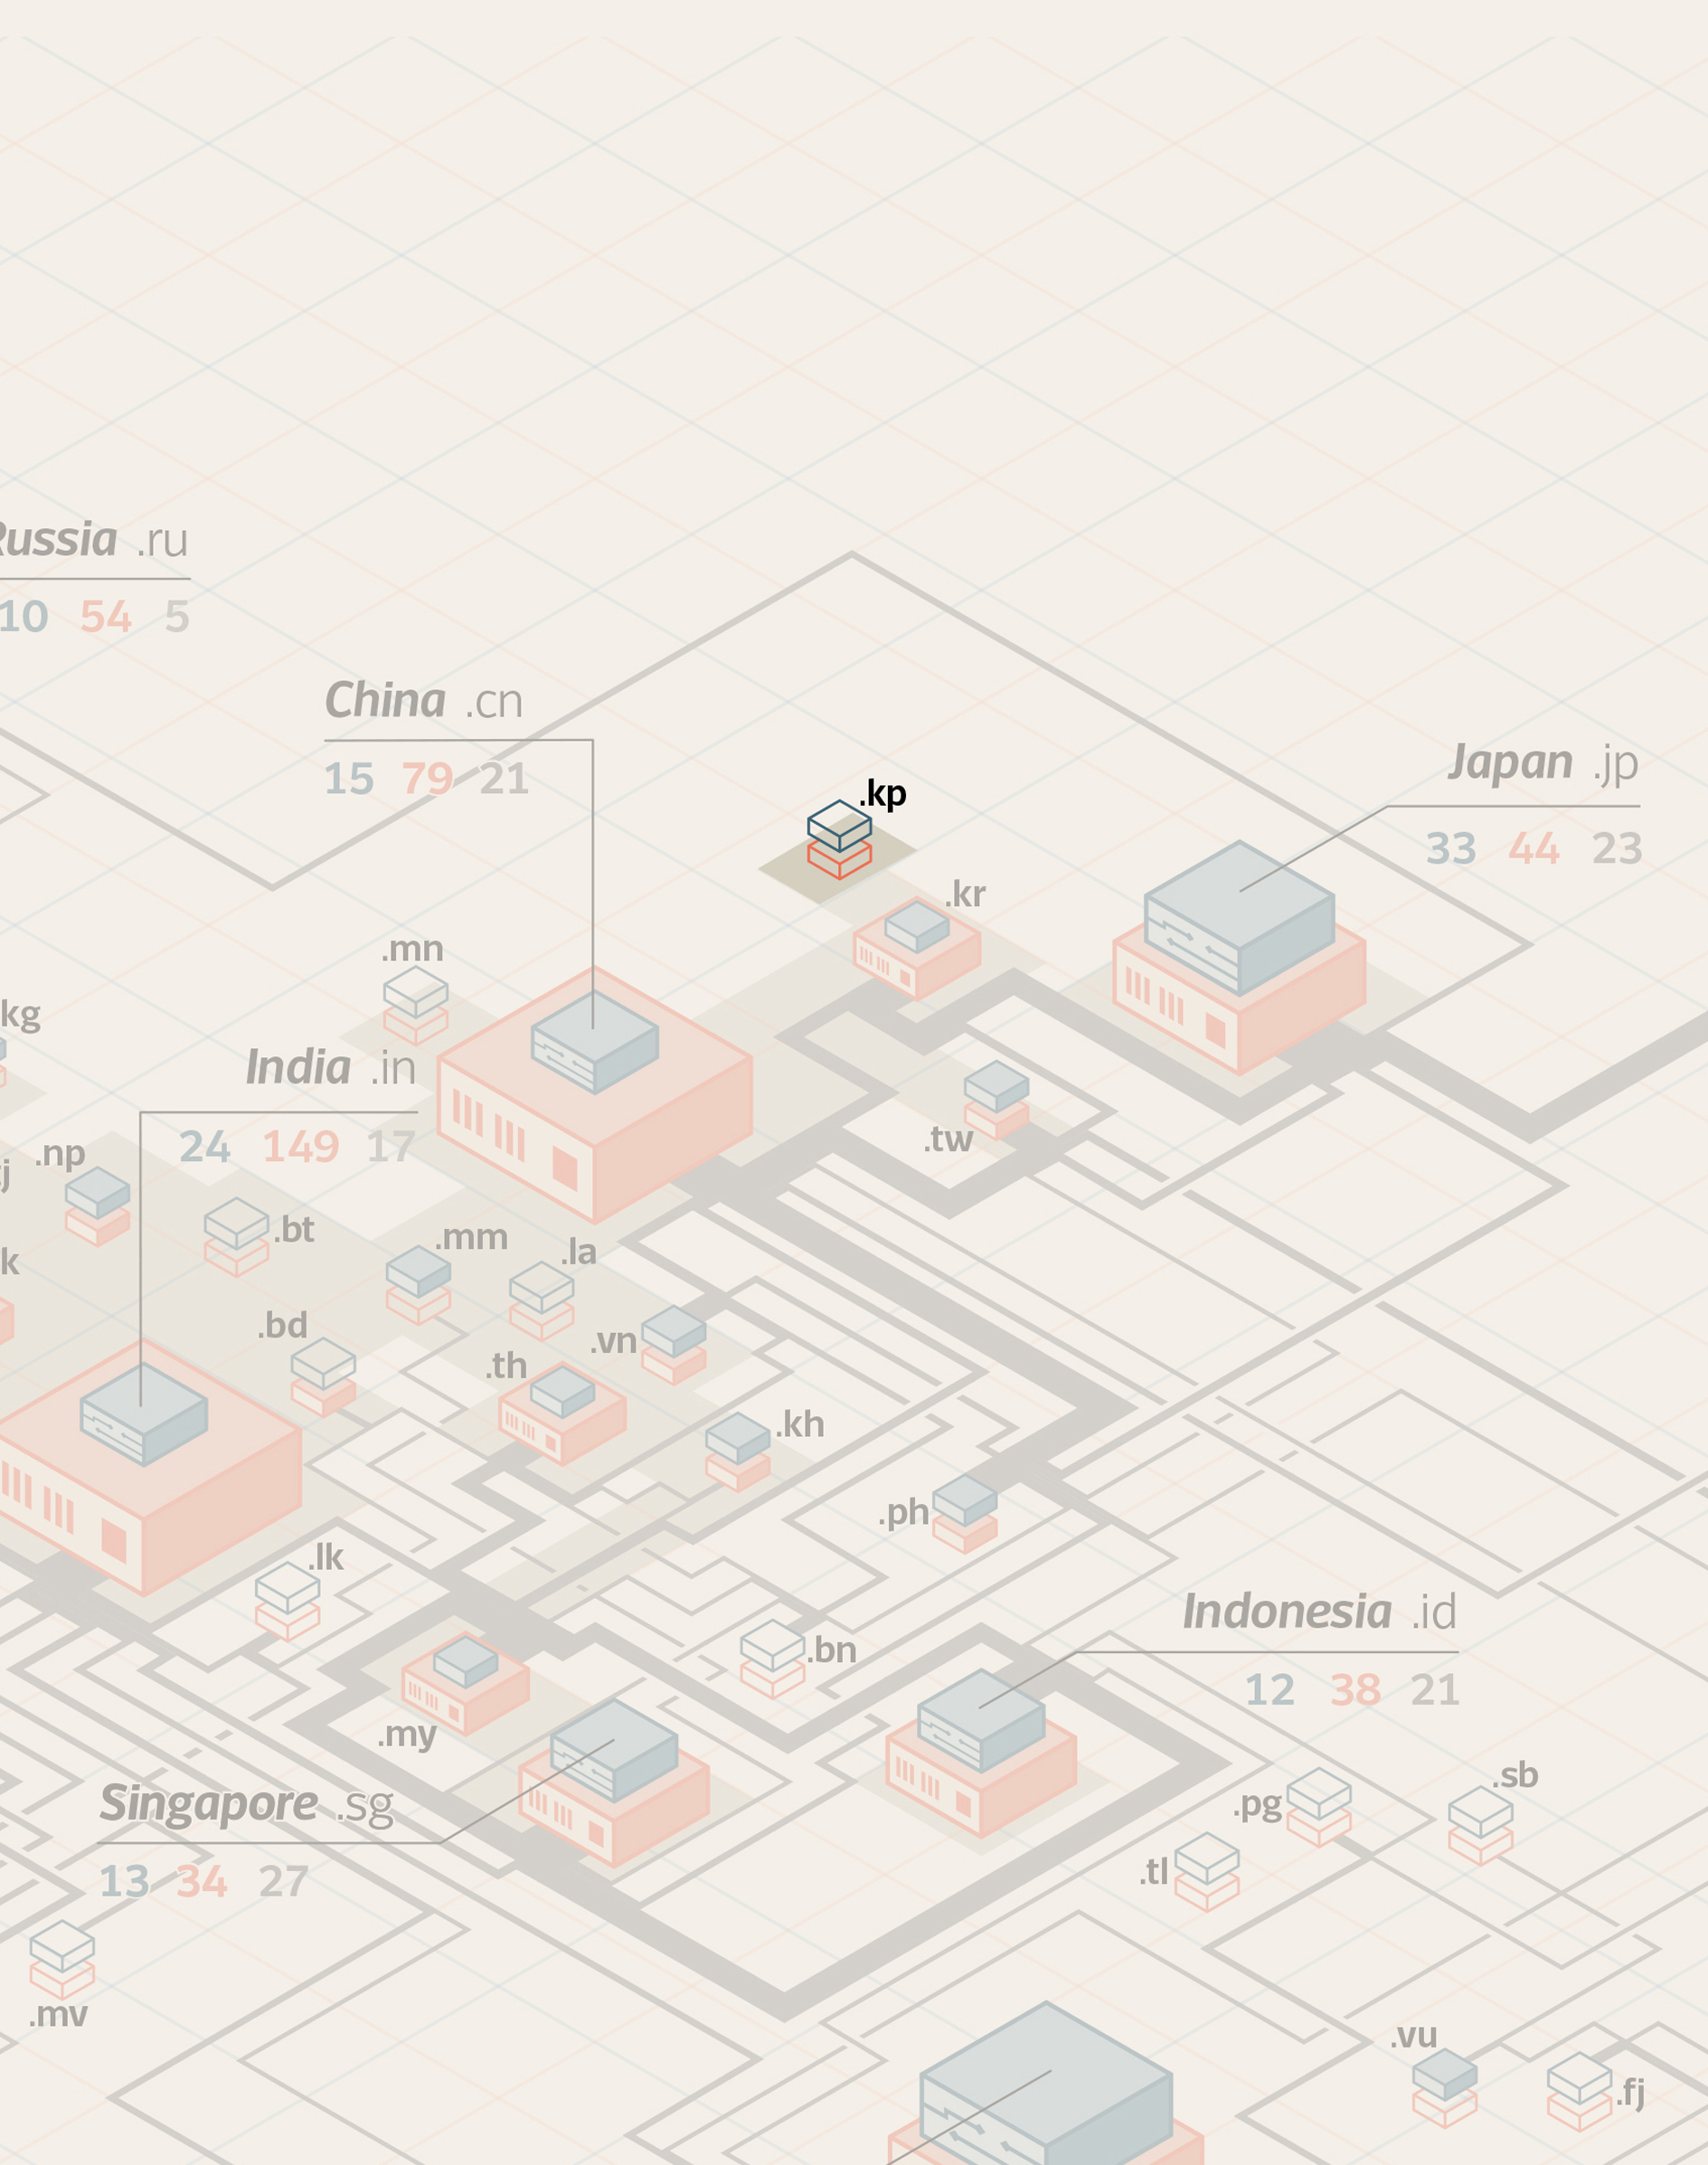 Russia .ru
10 54 5
China .cn
15 79 21
Japan .jp
33 44 23
.kp
.kr
.mn
kg
India .in
24 149 17
.tw
.np
j
.bt
.mm
.la
k
.bd
.vn
.th
.kh
.ph
.lk
Indonesia .id
12 38 21
.bn
.my
Singapore .sg
13 34 27
.sb
.pg
.tl
.mv
.vu
.fj